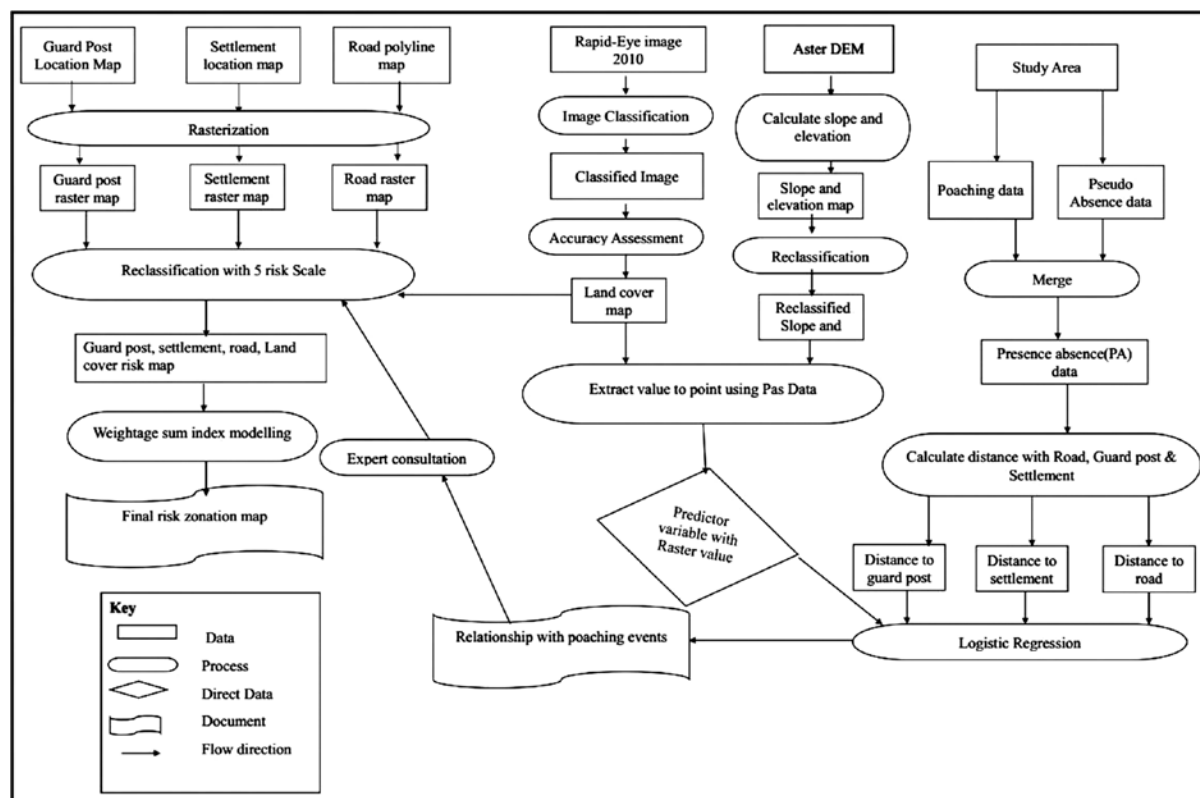 Guard Post
Location Map
Settlement
location map
Road polyline
map
Rasterization
Guard post
raster map
Settlement
raster map
Road raster
map
Reclassification with 5 risk Scale
Guard post, settlement, road, Land
cover risk map
Weightage sum index modelling
Final risk zonation map
Rapid-Eye image
2010
Image Classification
Classified Image
Accuracy Assessment
Land cover
map
Aster DEM
Calculate slope and
elevation
Slope and
elevation map
Reclassification
Reclassified
Slope and
Extract value to point using Pas Data
Predictor
variable with
Raster value
Expert consultation
Relationship with poaching events
Study Area
Poaching data
Pseudo
Absence data
Merge
Presence absence(PA)
data
Calculate distance with Road, Guard post &
Settlement
Distance to
guard post
Distance to
settlement
Distance to
road
Logistic Regression
Key
Data
Process
Direct Data
Document
Flow direction